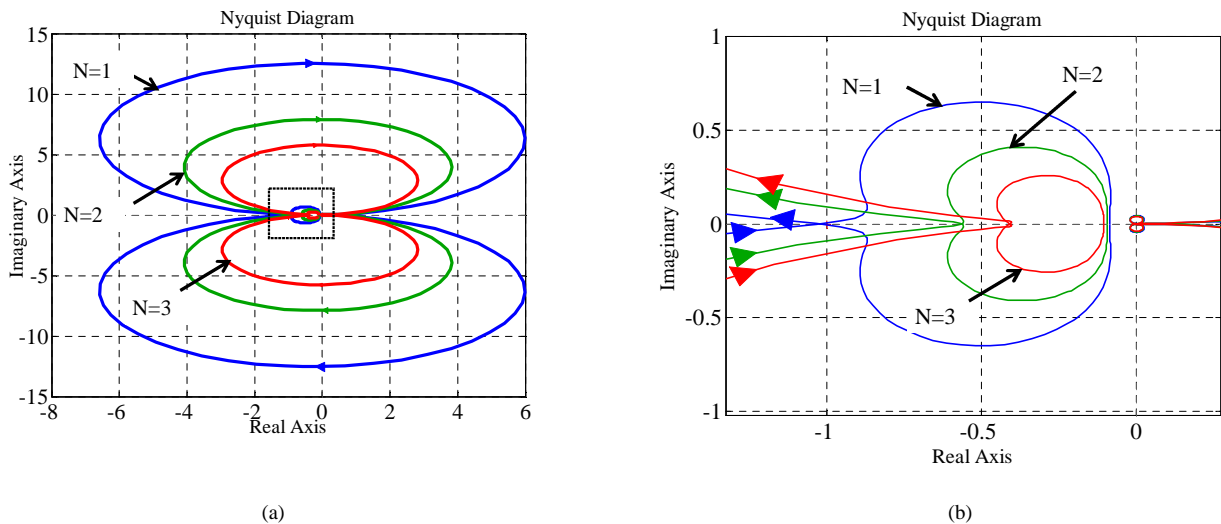 Nyquist Diagram
15
10
5
0
-5
-10
-15
-8
-6
-4
-2
0
2
4
6
Real Axis
Imaginary Axis
N=1
N=2
N=3
(a)
Nyquist Diagram
1
0.5
0
-0.5
-1
-1
-0.5
0
Real Axis
Imaginary Axis
N=1
N=2
N=3
(b)